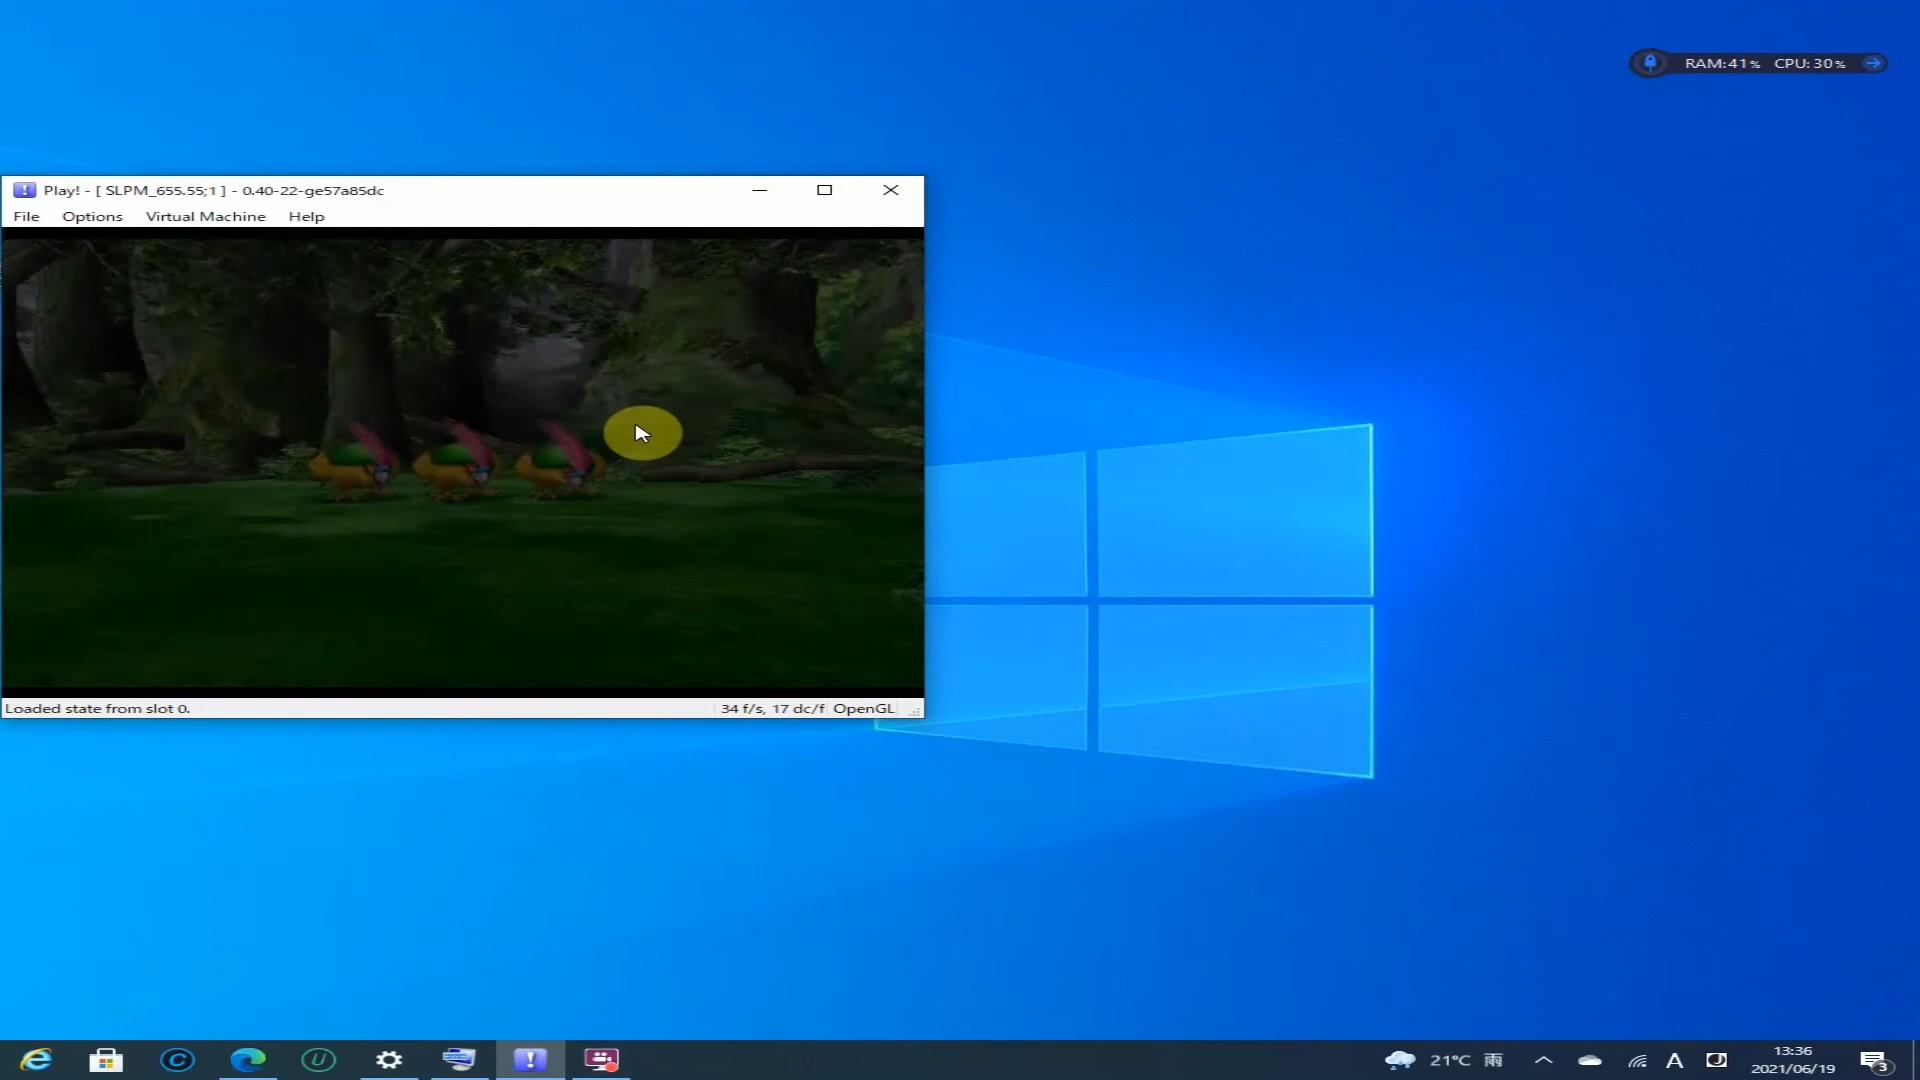 RAM:41% CPU:30%
Play! - [ SLPM_655.55;1 ] - 0.40-22-ge57a85dc
File Options Virtual Machine Help
Loaded state from slot 0. 34 f/s, 17 dc/f OpenGL
21°C 雨 A 13:36
2021/06/19 3